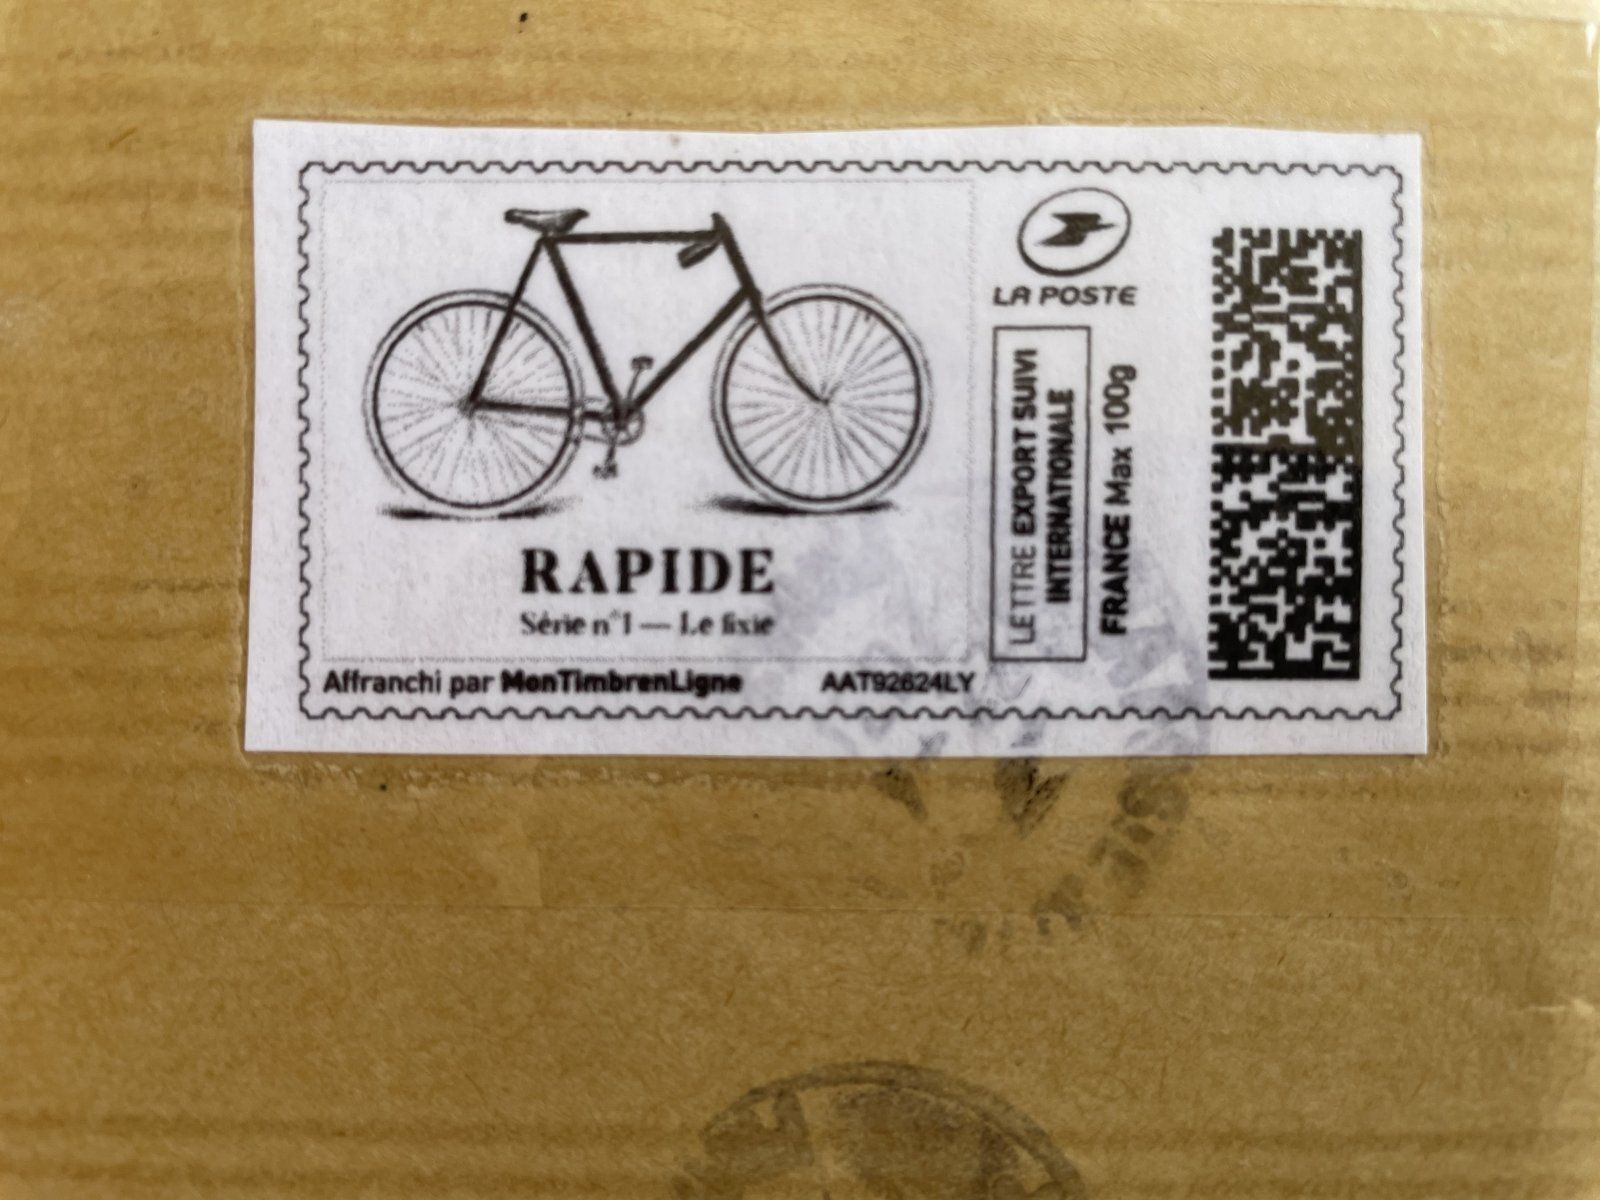 RAPIDE
Série n°1 — Le fixie
Affranchi par MonTimbrenLigne
AAT92624LY
LA POSTE
LETTRE EXPORT SUIVI
INTERNATIONALE
FRANCE Max 100g